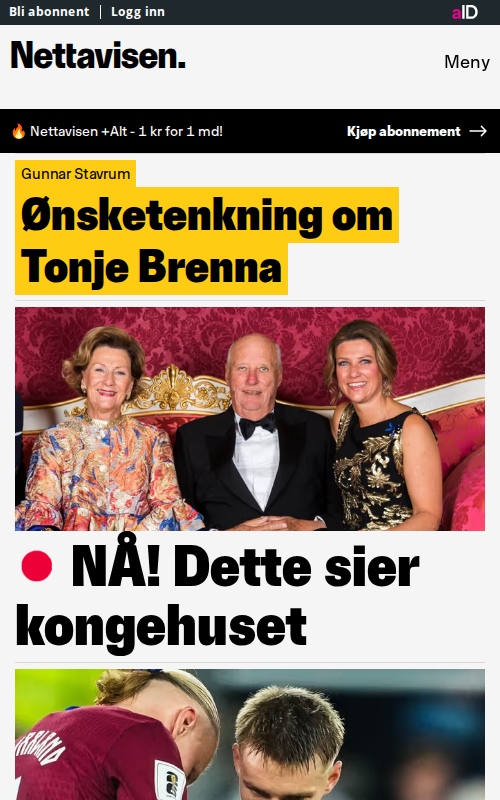 Bli abonnent | Logg inn
aID
Nettavisen.
Meny
🔥 Nettavisen +Alt - 1 kr for 1 md!
Kjøp abonnement →
Gunnar Stavrum
Ønsketenkning om
Tonje Brenna
NÅ! Dette sier
kongehuset